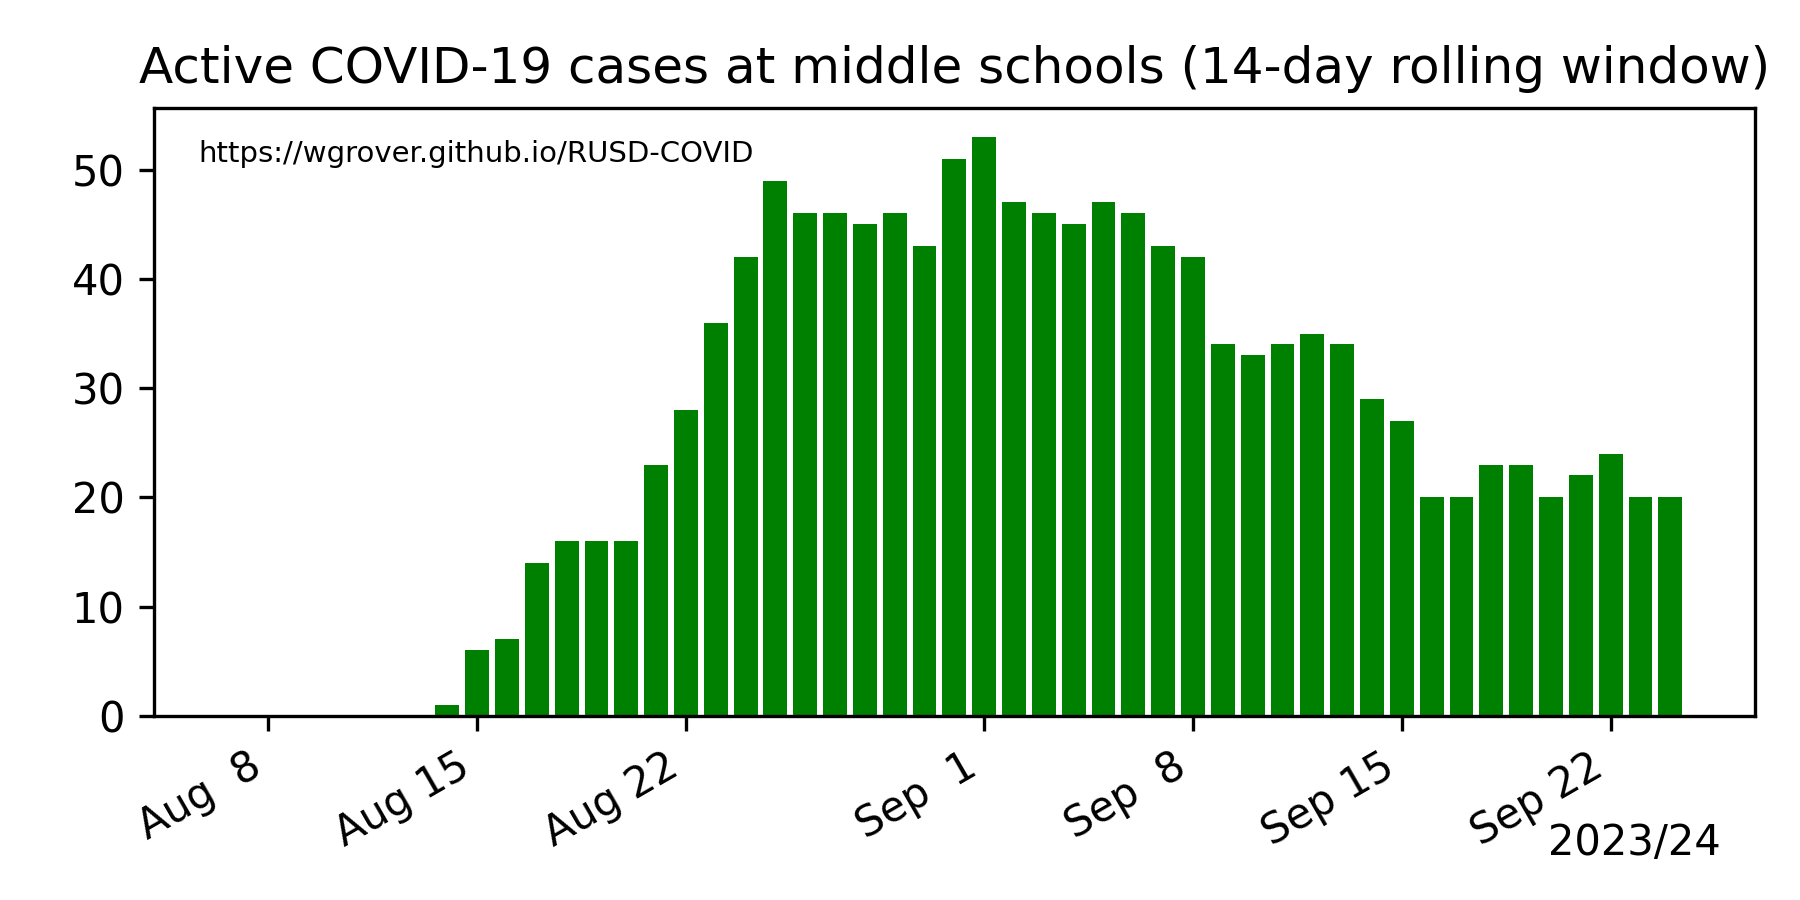 Active COVID-19 cases at middle schools (14-day rolling window)
https://wgrover.github.io/RUSD-COVID
50
40
30
20
10
0
Aug 8
Aug 15
Aug 22
Sep 1
Sep 8
Sep 15
Sep 22
2023/24